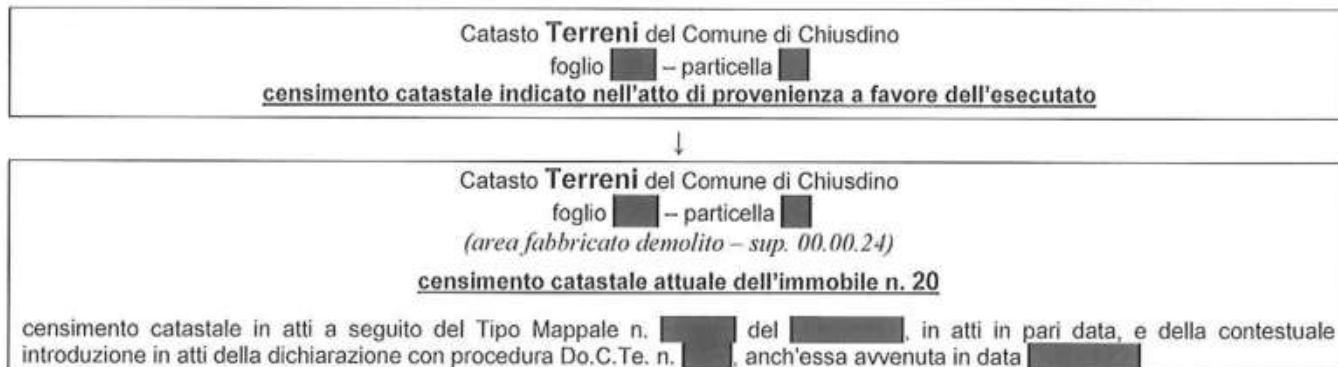 Catasto Terreni del Comune di Chiusdino
foglio – particella
censimento catastale indicato nell'atto di provenienza a favore dell'esecutato
↓
Catasto Terreni del Comune di Chiusdino
foglio – particella
(area fabbricato demolito – sup. 00.00.24)
censimento catastale attuale dell'immobile n. 20
censimento catastale in atti a seguito del Tipo Mappale n. del , in atti in pari data, e della contestuale
introduzione in atti della dichiarazione con procedura Do.C.Te. n. , anch'essa avvenuta in data